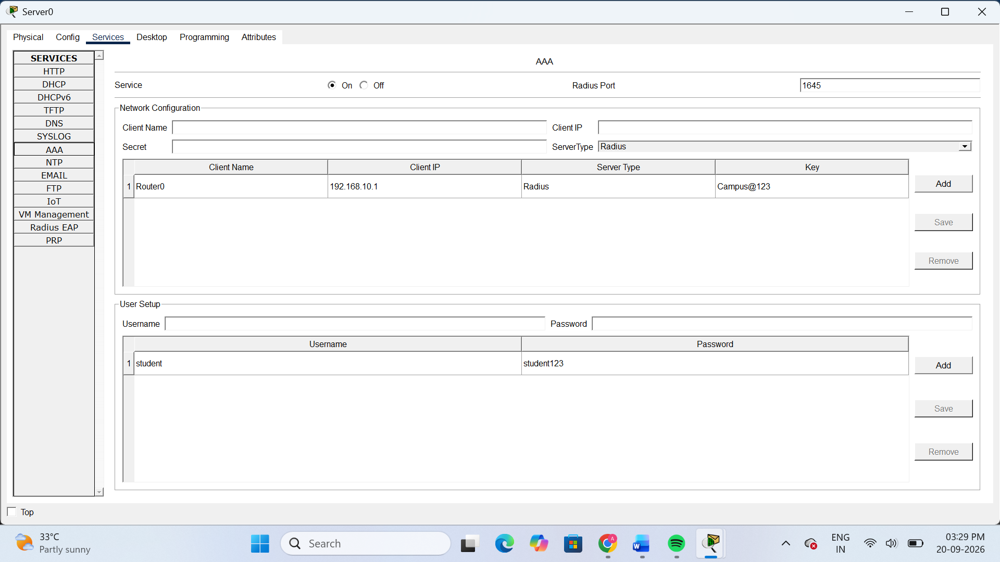 Server0
Physical Config Services Desktop Programming Attributes
SERVICES
HTTP
DHCP
DHCPv6
TFTP
DNS
SYSLOG
AAA
NTP
EMAIL
FTP
IoT
VM Management
Radius EAP
PRP
AAA
Service On Off Radius Port 1645
Network Configuration
Client Name Client IP
Secret ServerType Radius
Client Name Client IP Server Type Key
1 Router0 192.168.10.1 Radius Campus@123
Add
Save
Remove
User Setup
Username Password
Username Password
1 student student123
Add
Save
Remove
Top
33°C
Partly sunny
Search
A
W
ENG
IN
03:29 PM
20-09-2026